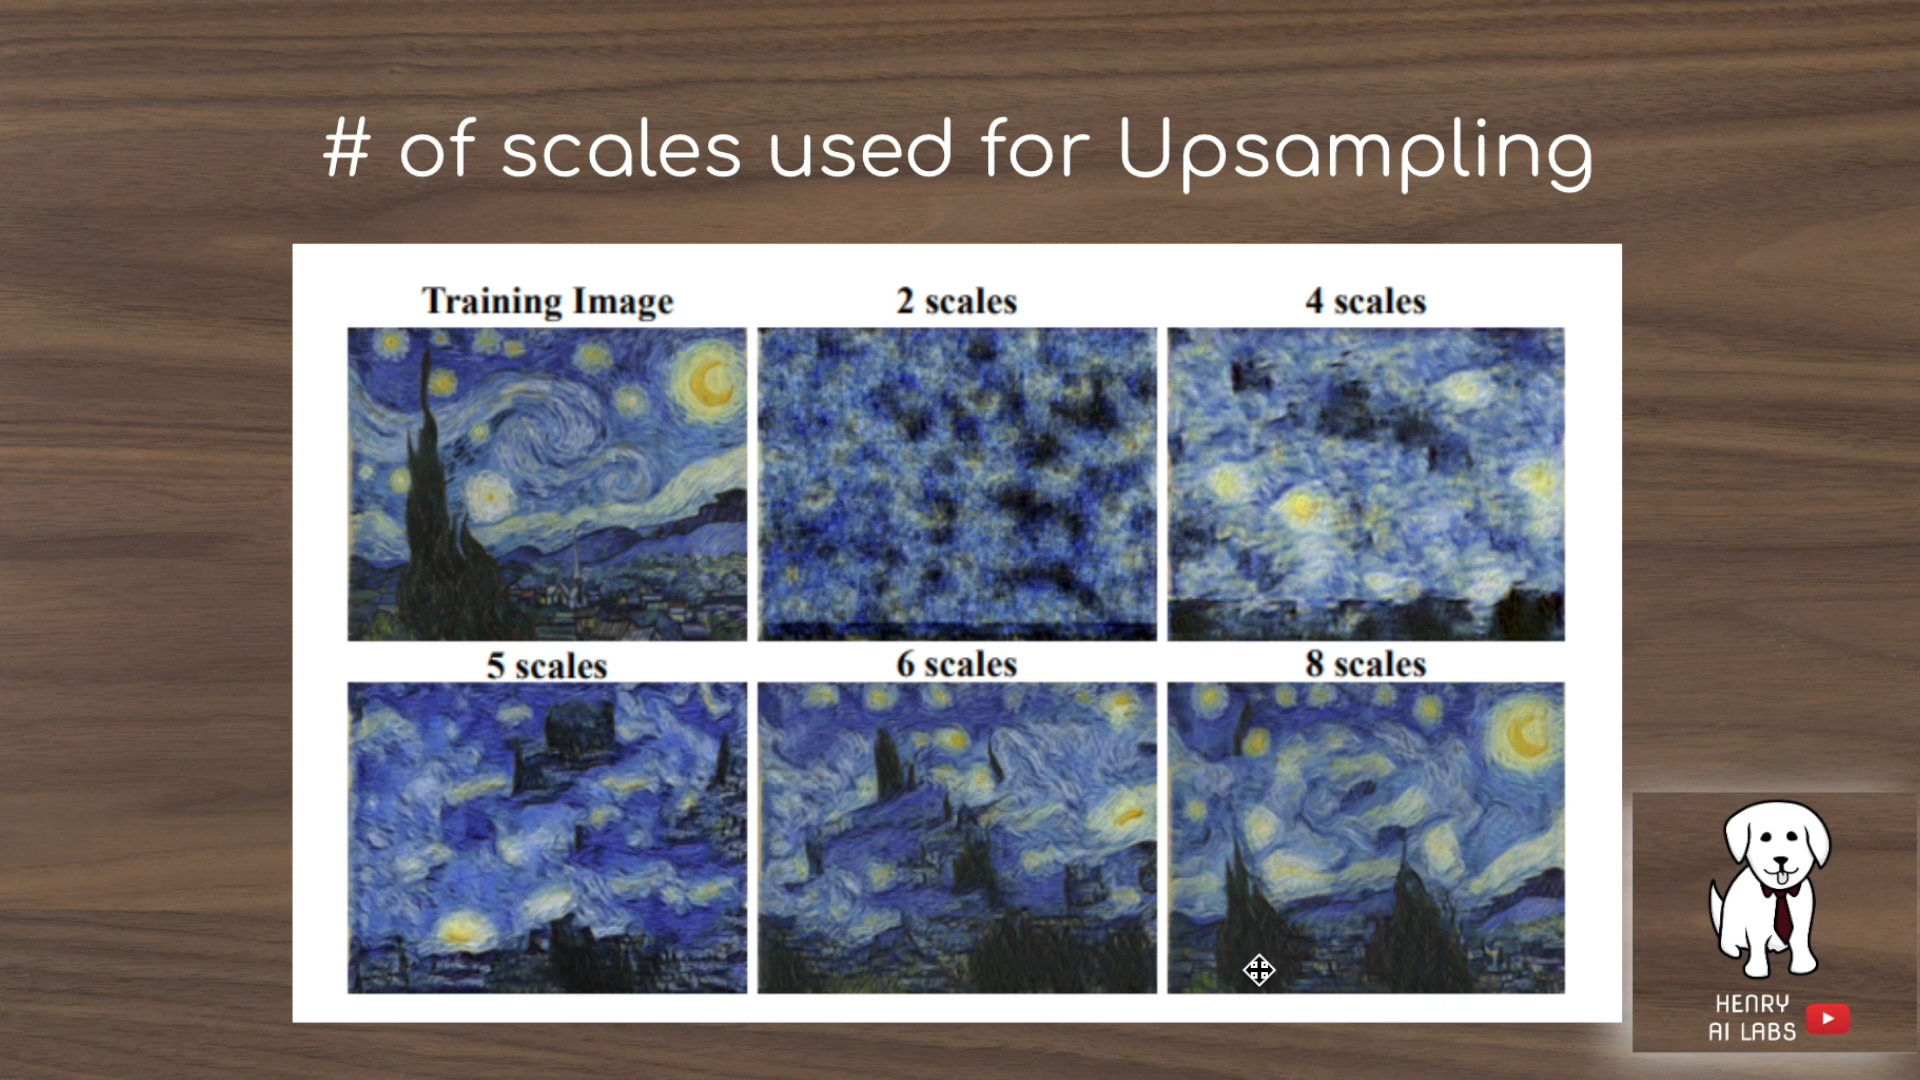 # of scales used for Upsampling
Training Image
2 scales
4 scales
5 scales
6 scales
8 scales
HENRY
AI LABS